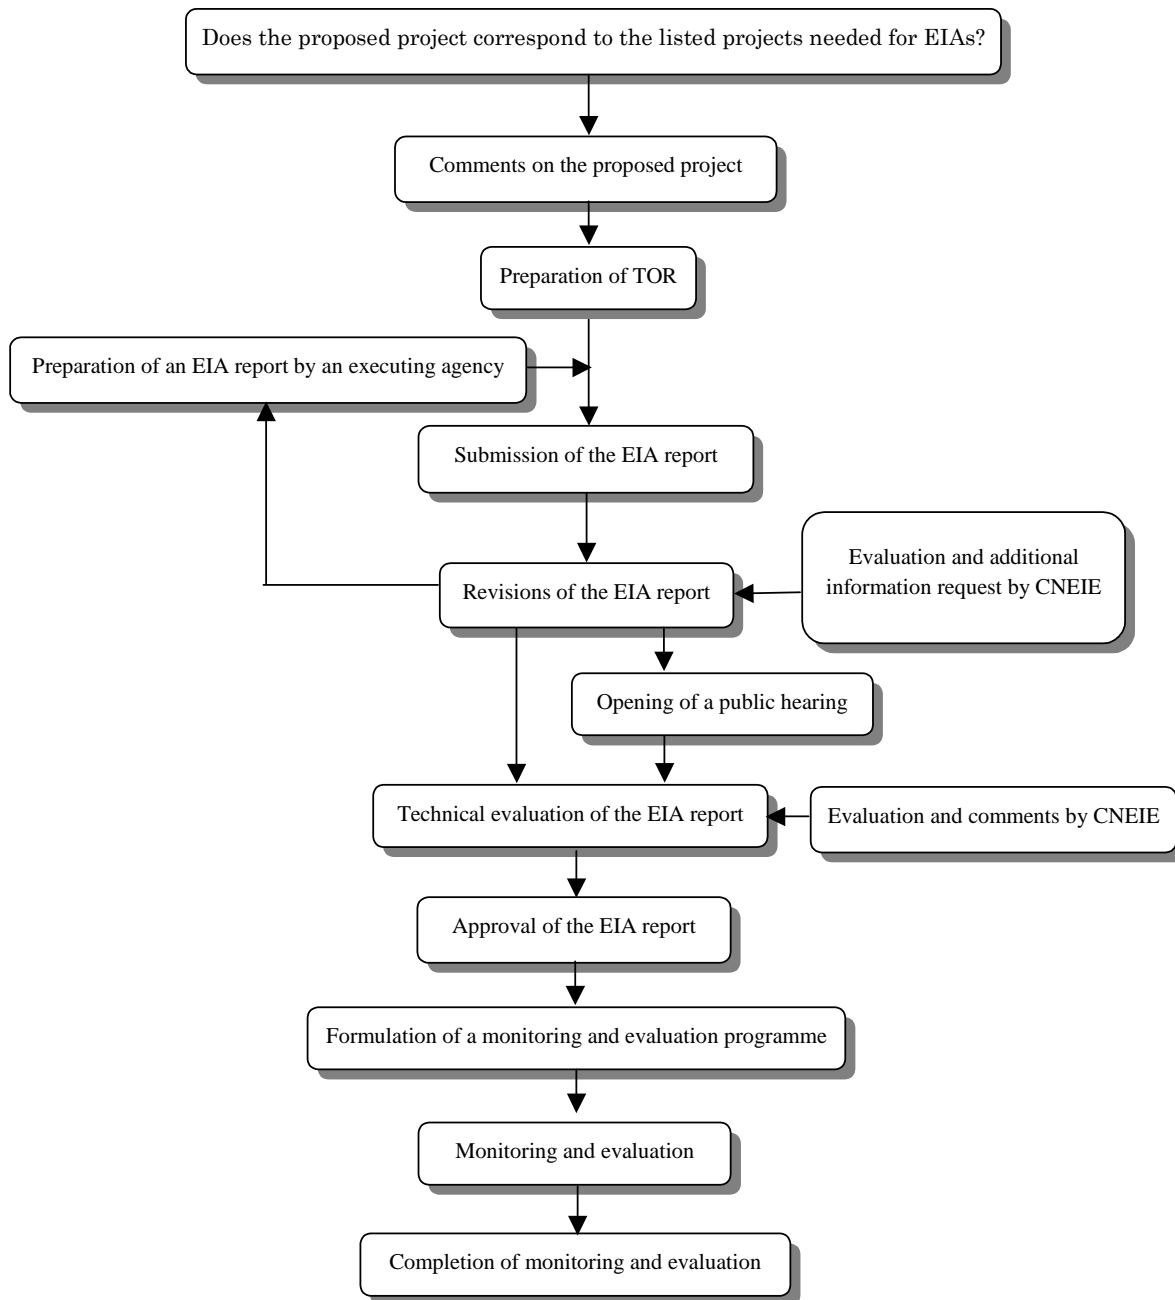 Does the proposed project correspond to the listed projects needed for EIAs?
Comments on the proposed project
Preparation of TOR
Preparation of an EIA report by an executing agency
Submission of the EIA report
Evaluation and additional
information request by CNEIE
Revisions of the EIA report
Opening of a public hearing
Technical evaluation of the EIA report
Evaluation and comments by CNEIE
Approval of the EIA report
Formulation of a monitoring and evaluation programme
Monitoring and evaluation
Completion of monitoring and evaluation